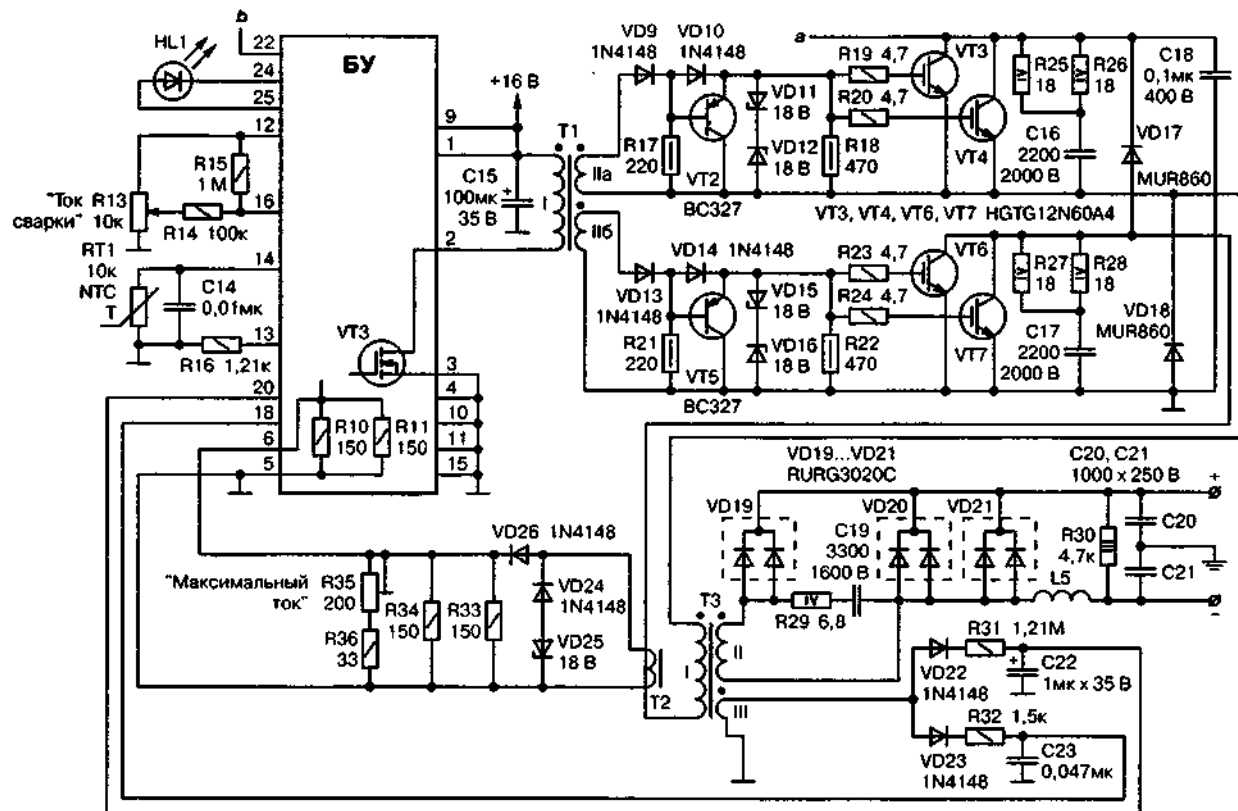 в
HL1
22
24
25
12
16
14
13
20
18
6
5
БУ
9
1
2
3
4
10
11
15
+16 В
R15
1 М
"Ток
сварки"
R13
10к
R14 100к
RT1
10к
NTC
T
C14
0,01мк
R16 1,21к
VT3
R10
150
R11
150
C15
100мк
35 В
+
T1
I
IIа
IIб
VD9
1N4148
VD10
1N4148
R17
220
VT2
BC327
VD11
18 В
VD12
18 В
R18
470
R19 4,7
R20 4,7
VT3
VT4
а
R25
18
R26
18
C16
2200
2000 В
VD17
MUR860
C18
0,1мк
400 В
VT3, VT4, VT6, VT7 HGTG12N60A4
VD14 1N4148
VD13
1N4148
R21
220
VT5
BC327
VD15
18 В
VD16
18 В
R22
470
R23 4,7
R24 4,7
VT6
VT7
R27
18
R28
18
C17
2200
2000 В
VD18
MUR860
VD19...VD21
RURG3020C
C20, C21
1000 x 250 В
VD19
C19
3300
1600 В
VD20
VD21
R30
4,7к
C20
C21
+
-
L5
R29 6,8
VD26 1N4148
"Максимальный
ток"
R35
200
R36
33
R34
150
R33
150
VD24
1N4148
VD25
18 В
T2
T3
I
II
III
VD22
1N4148
R31 1,21М
+
C22
1мк x 35 В
R32 1,5к
VD23
1N4148
C23
0,047мк